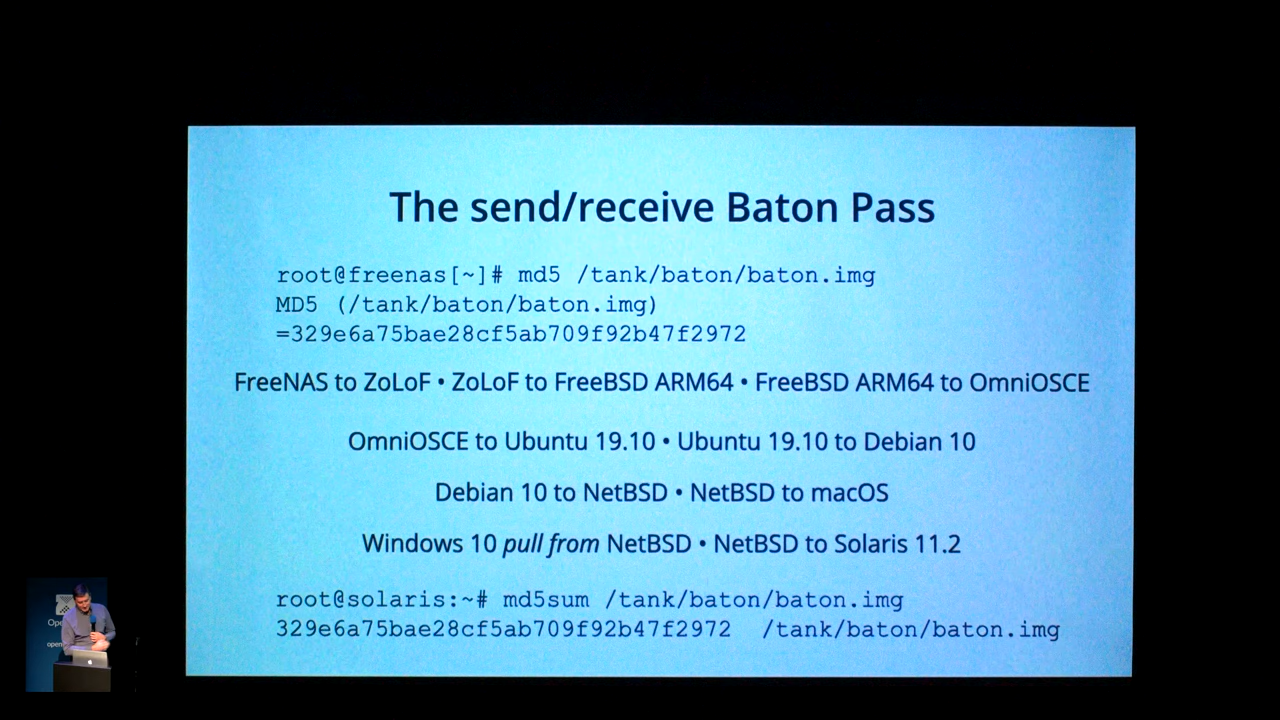 The send/receive Baton Pass
root@freenas[~]# md5 /tank/baton/baton.img
MD5 (/tank/baton/baton.img)
=329e6a75bae28cf5ab709f92b47f2972
FreeNAS to ZoLoF • ZoLoF to FreeBSD ARM64 • FreeBSD ARM64 to OmniOSCE
OmniOSCE to Ubuntu 19.10 • Ubuntu 19.10 to Debian 10
Debian 10 to NetBSD • NetBSD to macOS
Windows 10 pull from NetBSD • NetBSD to Solaris 11.2
root@solaris:~# md5sum /tank/baton/baton.img
329e6a75bae28cf5ab709f92b47f2972 /tank/baton/baton.img